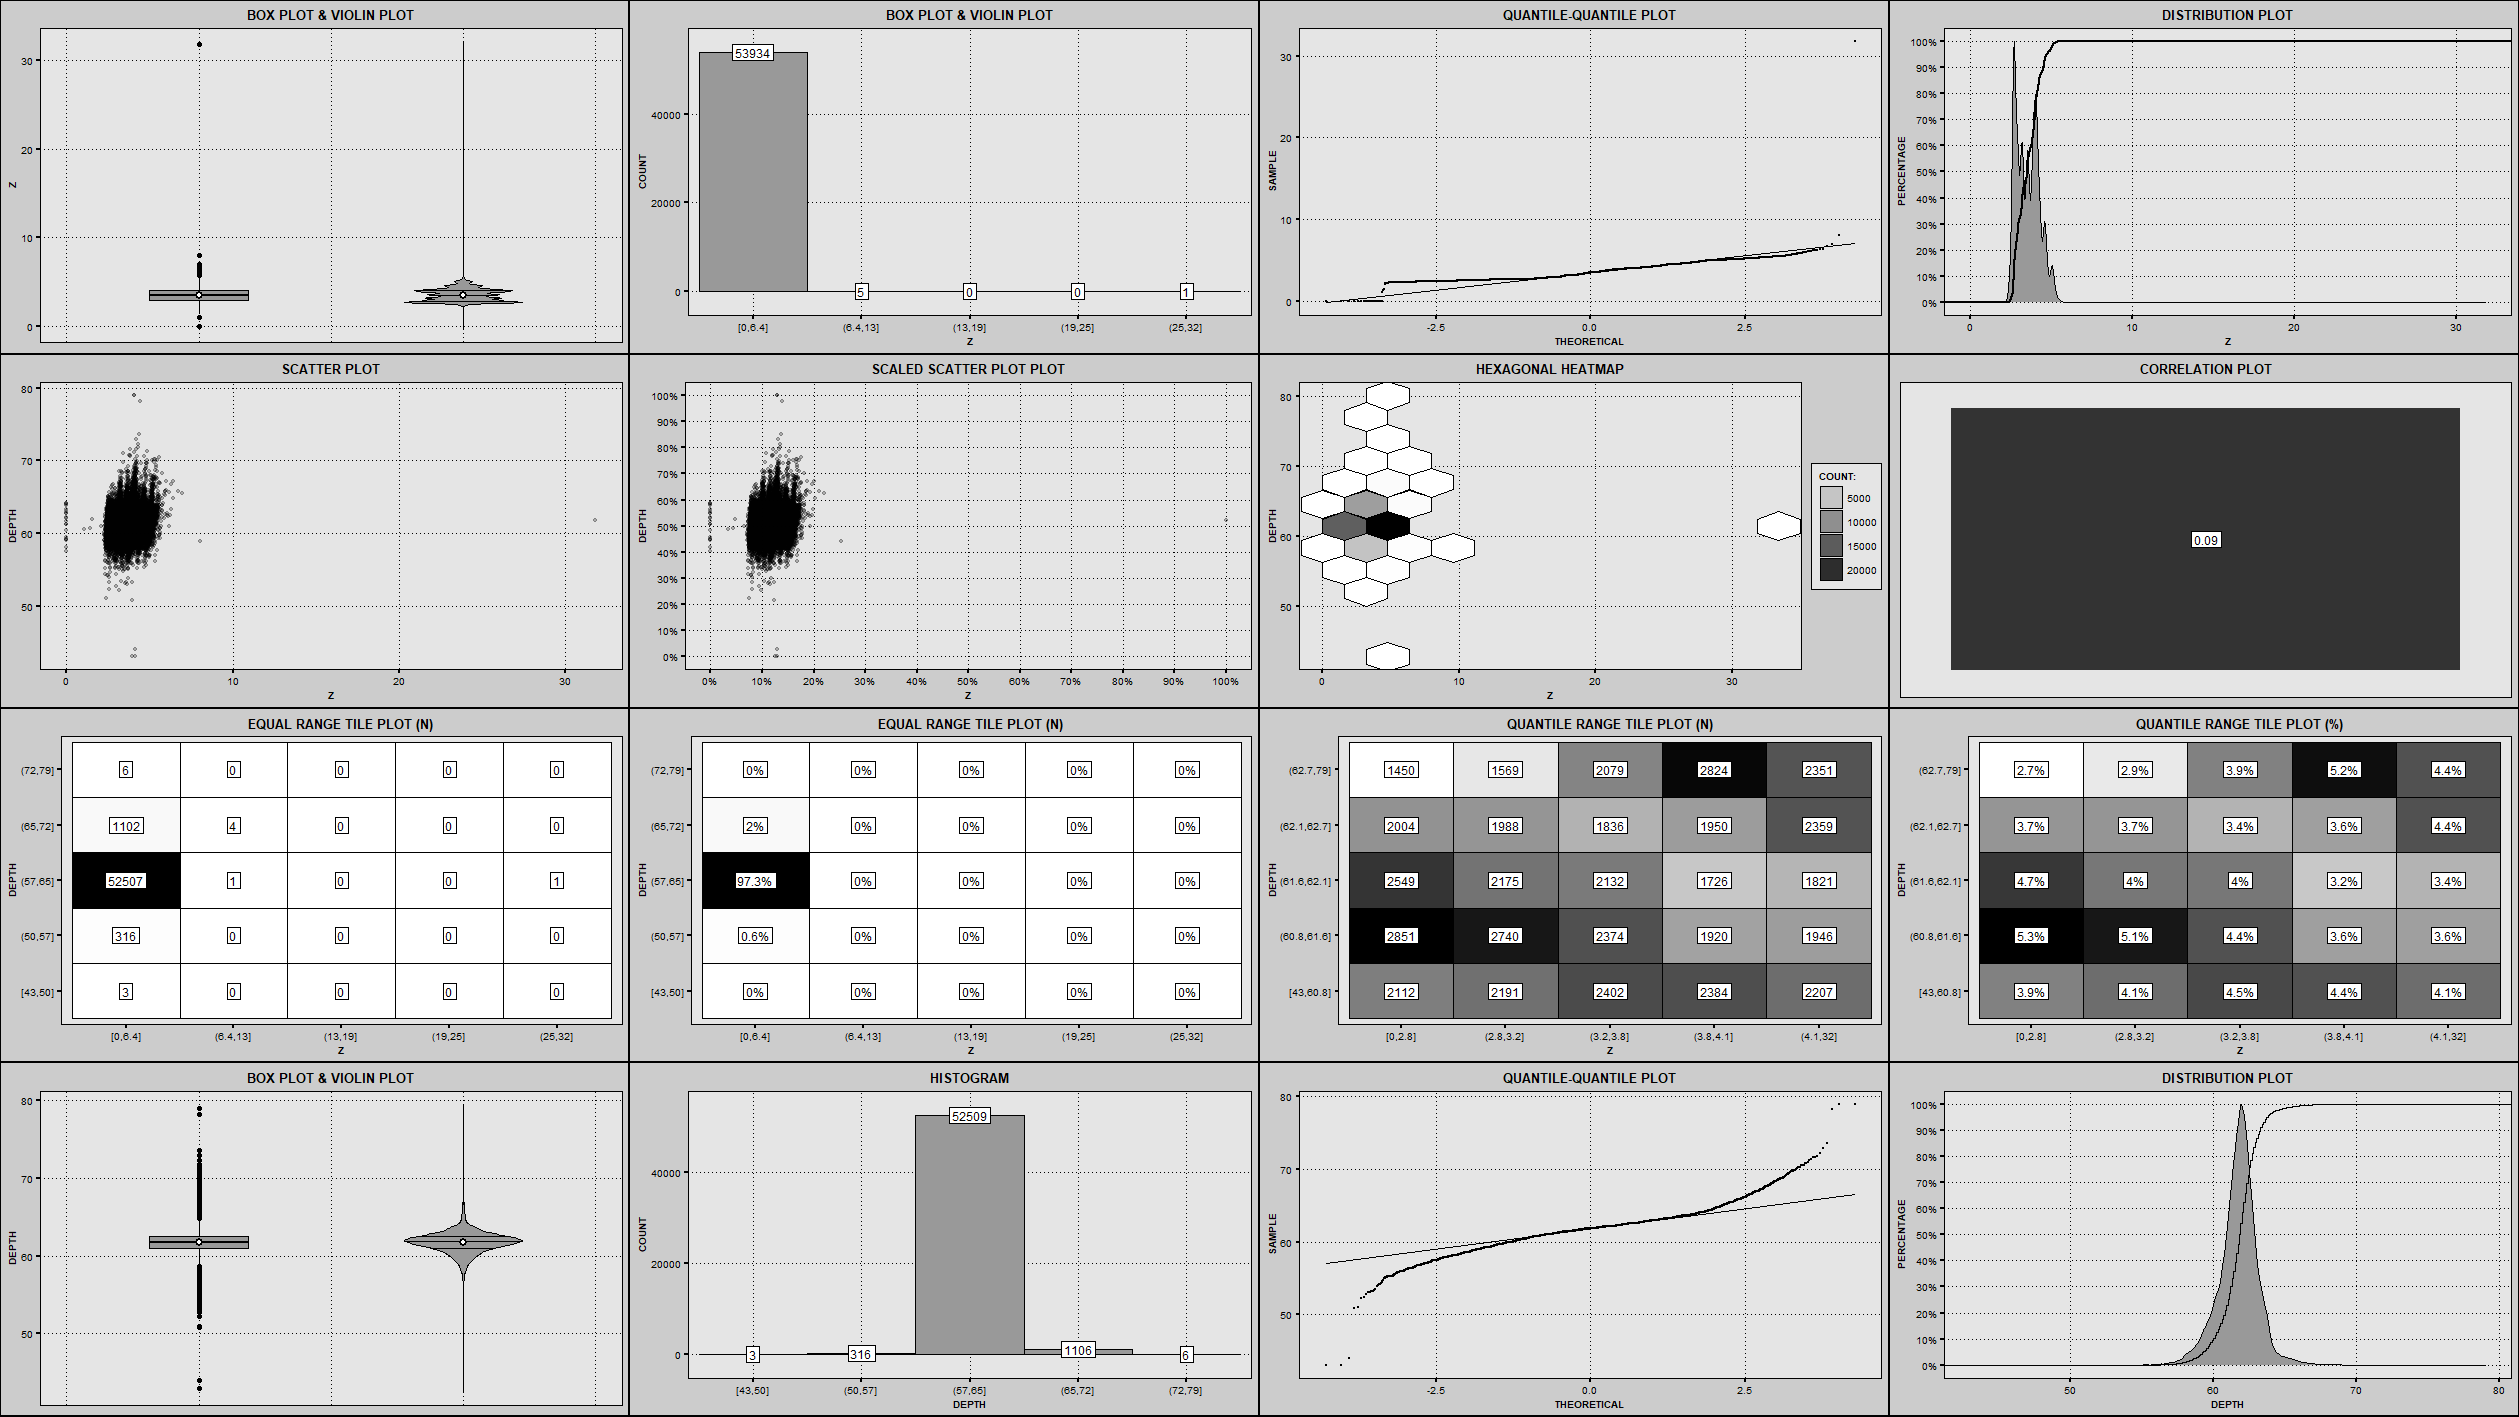 BOX PLOT & VIOLIN PLOT
30
20
10
0
Z
BOX PLOT & VIOLIN PLOT
53934
5
0
0
1
40000
20000
0
COUNT
[0,6.4] (6.4,13] (13,19] (19,25] (25,32]
Z
QUANTILE-QUANTILE PLOT
30
20
10
0
SAMPLE
-2.5 0.0 2.5
THEORETICAL
DISTRIBUTION PLOT
100%
90%
80%
70%
60%
50%
40%
30%
20%
10%
0%
PERCENTAGE
0 10 20 30
Z
SCATTER PLOT
80
70
60
50
DEPTH
0 10 20 30
Z
SCALED SCATTER PLOT PLOT
100%
90%
80%
70%
60%
50%
40%
30%
20%
10%
0%
DEPTH
0% 10% 20% 30% 40% 50% 60% 70% 80% 90% 100%
Z
HEXAGONAL HEATMAP
80
70
60
50
DEPTH
0 10 20 30
Z
COUNT:
5000
10000
15000
20000
CORRELATION PLOT
0.09
EQUAL RANGE TILE PLOT (N)
(72,79] 6 0 0 0 0
(65,72] 1102 4 0 0 0
(57,65] 52507 1 0 0 1
(50,57] 316 0 0 0 0
[43,50] 3 0 0 0 0
DEPTH
[0,6.4] (6.4,13] (13,19] (19,25] (25,32]
Z
EQUAL RANGE TILE PLOT (N)
(72,79] 0% 0% 0% 0% 0%
(65,72] 2% 0% 0% 0% 0%
(57,65] 97.3% 0% 0% 0% 0%
(50,57] 0.6% 0% 0% 0% 0%
[43,50] 0% 0% 0% 0% 0%
DEPTH
[0,6.4] (6.4,13] (13,19] (19,25] (25,32]
Z
QUANTILE RANGE TILE PLOT (N)
(62.7,79] 1450 1569 2079 2824 2351
(62.1,62.7] 2004 1988 1836 1950 2359
(61.6,62.1] 2549 2175 2132 1726 1821
(60.8,61.6] 2851 2740 2374 1920 1946
[43,60.8] 2112 2191 2402 2384 2207
DEPTH
[0,2.8] (2.8,3.2] (3.2,3.8] (3.8,4.1] (4.1,32]
Z
QUANTILE RANGE TILE PLOT (%)
(62.7,79] 2.7% 2.9% 3.9% 5.2% 4.4%
(62.1,62.7] 3.7% 3.7% 3.4% 3.6% 4.4%
(61.6,62.1] 4.7% 4% 4% 3.2% 3.4%
(60.8,61.6] 5.3% 5.1% 4.4% 3.6% 3.6%
[43,60.8] 3.9% 4.1% 4.5% 4.4% 4.1%
DEPTH
[0,2.8] (2.8,3.2] (3.2,3.8] (3.8,4.1] (4.1,32]
Z
BOX PLOT & VIOLIN PLOT
80
70
60
50
DEPTH
HISTOGRAM
3
316
52509
1106
6
40000
20000
0
COUNT
[43,50] (50,57] (57,65] (65,72] (72,79]
DEPTH
QUANTILE-QUANTILE PLOT
80
70
60
50
SAMPLE
-2.5 0.0 2.5
THEORETICAL
DISTRIBUTION PLOT
100%
90%
80%
70%
60%
50%
40%
30%
20%
10%
0%
PERCENTAGE
50 60 70 80
DEPTH